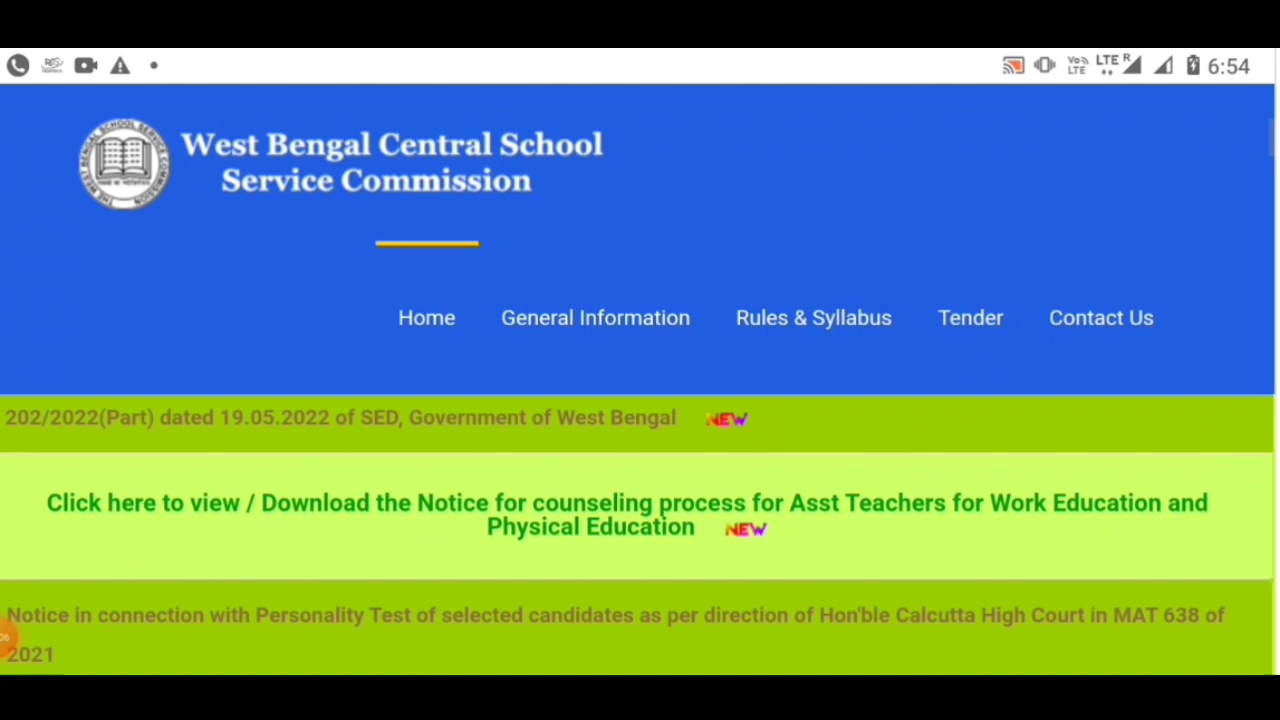 VoLTE LTE R 6:54
West Bengal Central School
Service Commission
Home General Information Rules & Syllabus Tender Contact Us
202/2022(Part) dated 19.05.2022 of SED, Government of West Bengal NEW
Click here to view / Download the Notice for counseling process for Asst Teachers for Work Education and
Physical Education NEW
Notice in connection with Personality Test of selected candidates as per direction of Hon'ble Calcutta High Court in MAT 638 of
06
2021